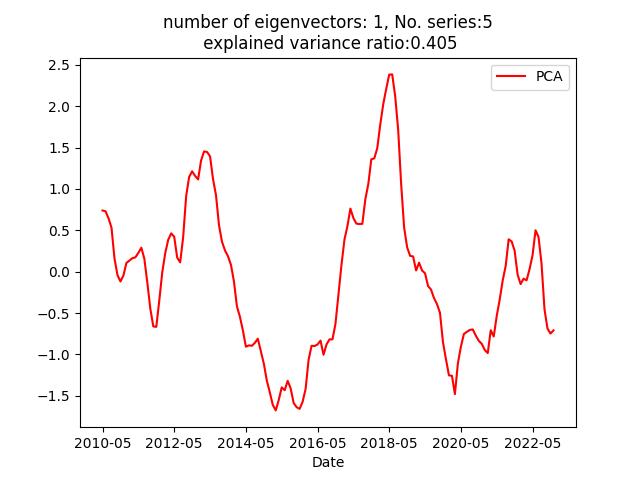 number of eigenvectors: 1, No. series:5
explained variance ratio:0.405
PCA
2.5
2.0
1.5
1.0
0.5
0.0
−0.5
−1.0
−1.5
2010-05 2012-05 2014-05 2016-05 2018-05 2020-05 2022-05
Date